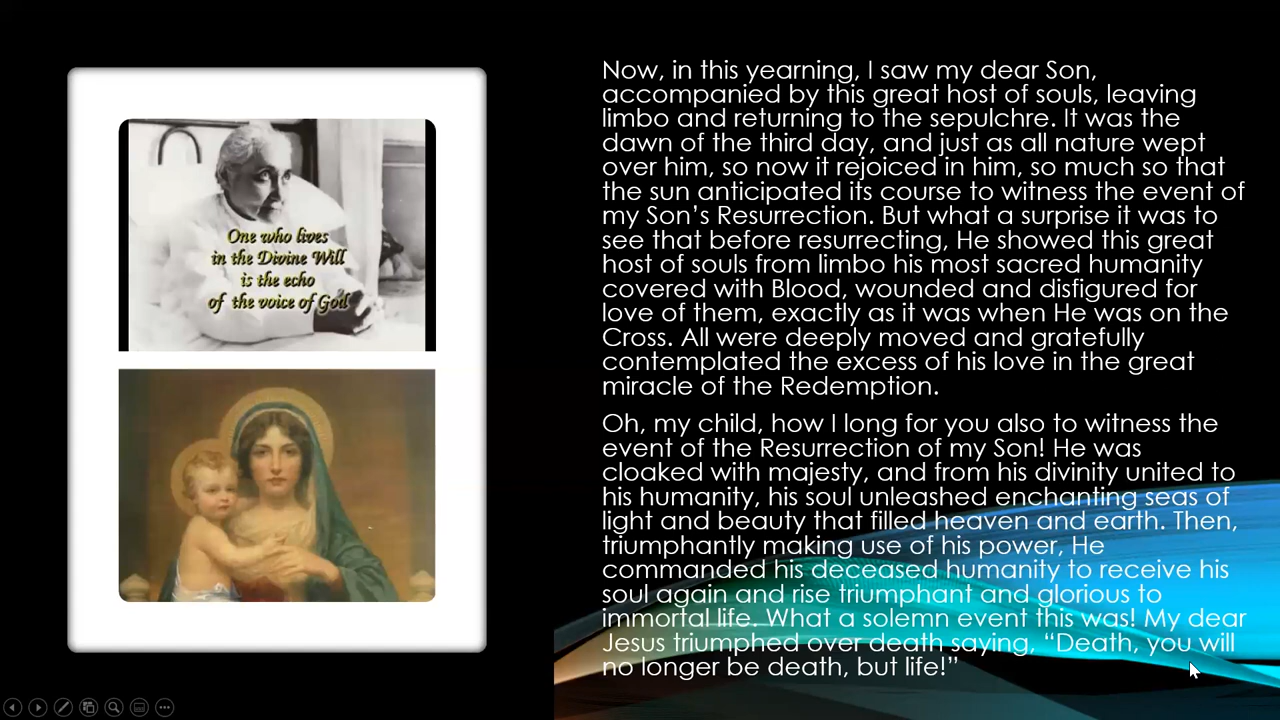 One who lives
in the Divine Will
is the echo
of the voice of God
Now, in this yearning, I saw my dear Son,
accompanied by this great host of souls, leaving
limbo and returning to the sepulchre. It was the
dawn of the third day, and just as all nature wept
over him, so now it rejoiced in him, so much so that
the sun anticipated its course to witness the event of
my Son’s Resurrection. But what a surprise it was to
see that before resurrecting, He showed this great
host of souls from limbo his most sacred humanity
covered with Blood, wounded and disfigured for
love of them, exactly as it was when He was on the
Cross. All were deeply moved and gratefully
contemplated the excess of his love in the great
miracle of the Redemption.
Oh, my child, how I long for you also to witness the
event of the Resurrection of my Son! He was
cloaked with majesty, and from his divinity united to
his humanity, his soul unleashed enchanting seas of
light and beauty that filled heaven and earth. Then,
triumphantly making use of his power, He
commanded his deceased humanity to receive his
soul again and rise triumphant and glorious to
immortal life. What a solemn event this was! My dear
Jesus triumphed over death saying, “Death, you will
no longer be death, but life!”